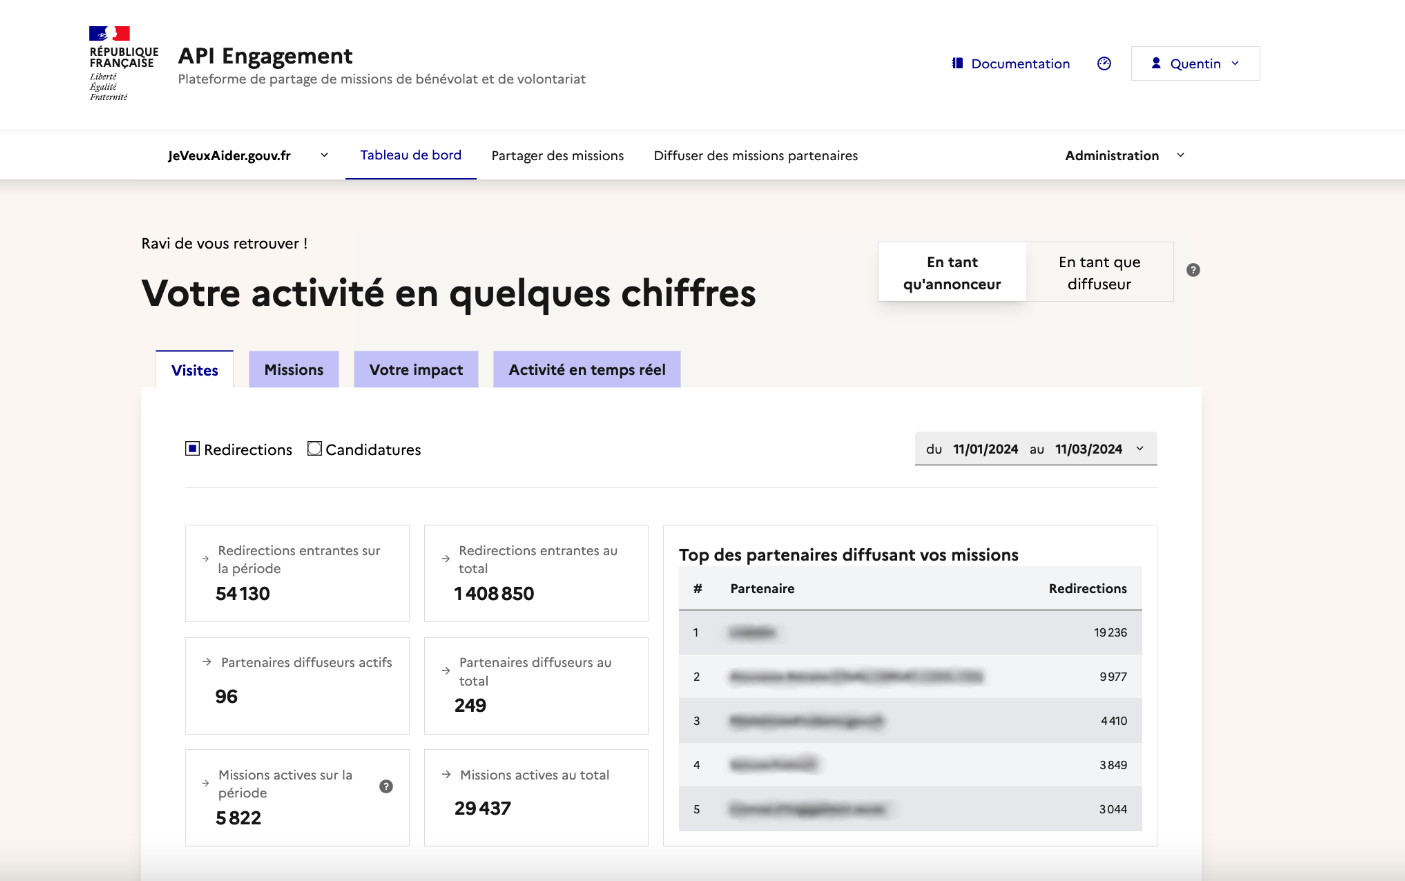 RÉPUBLIQUE
FRANÇAISE
Liberté
Égalité
Fraternité
API Engagement
Plateforme de partage de missions de bénévolat et de volontariat
Documentation
Quentin
JeVeuxAider.gouv.fr
Tableau de bord
Partager des missions
Diffuser des missions partenaires
Administration
Ravi de vous retrouver !
Votre activité en quelques chiffres
En tant
qu'annonceur
En tant que
diffuseur
?
Visites
Missions
Votre impact
Activité en temps réel
Redirections
Candidatures
du 11/01/2024 au 11/03/2024
Redirections entrantes sur
la période
54 130
Redirections entrantes au
total
1 408 850
Partenaires diffuseurs actifs
96
Partenaires diffuseurs au
total
249
Missions actives sur la
période
?
5 822
Missions actives au total
29 437
Top des partenaires diffusant vos missions
# Partenaire Redirections
1 19 236
2 9 977
3 4 410
4 3 849
5 3 044